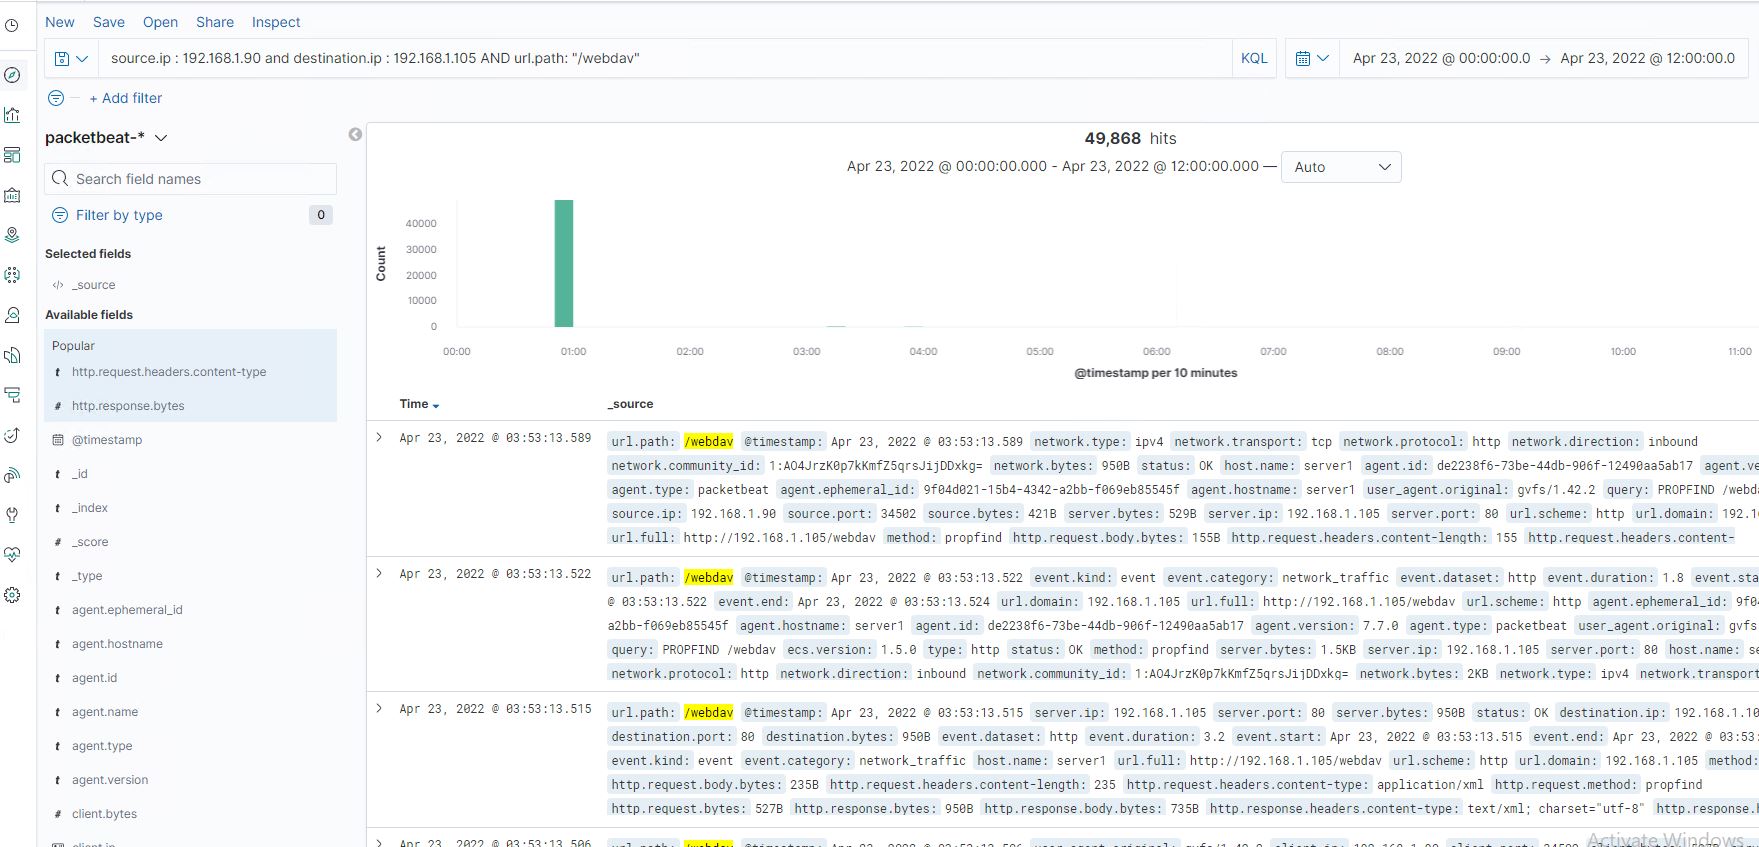 New Save Open Share Inspect
source.ip : 192.168.1.90 and destination.ip : 192.168.1.105 AND url.path: "/webdav" KQL Apr 23, 2022 @ 00:00:00.0 → Apr 23, 2022 @ 12:00:00.0
+ Add filter
packetbeat-*
Search field names
Filter by type 0
Selected fields
_source
Available fields
Popular
t http.request.headers.content-type
# http.response.bytes
@timestamp
t _id
t _index
# _score
t _type
t agent.ephemeral_id
t agent.hostname
t agent.id
t agent.name
t agent.type
t agent.version
# client.bytes
client.ip
49,868 hits
Apr 23, 2022 @ 00:00:00.000 - Apr 23, 2022 @ 12:00:00.000 — Auto
Count
40000
30000
20000
10000
0
00:00 01:00 02:00 03:00 04:00 05:00 06:00 07:00 08:00 09:00 10:00 11:00
@timestamp per 10 minutes
Time _source
Apr 23, 2022 @ 03:53:13.589 url.path: /webdav @timestamp: Apr 23, 2022 @ 03:53:13.589 network.type: ipv4 network.transport: tcp network.protocol: http network.direction: inbound
network.community_id: 1:AO4JrzK0p7kKmfZ5qrsJijDDxkg= network.bytes: 950B status: OK host.name: server1 agent.id: de2238f6-73be-44db-906f-12490aa5ab17 agent.ve
agent.type: packetbeat agent.ephemeral_id: 9f04d021-15b4-4342-a2bb-f069eb85545f agent.hostname: server1 user_agent.original: gvfs/1.42.2 query: PROPFIND /webda
source.ip: 192.168.1.90 source.port: 34502 source.bytes: 421B server.bytes: 529B server.ip: 192.168.1.105 server.port: 80 url.scheme: http url.domain: 192.16
url.full: http://192.168.1.105/webdav method: propfind http.request.body.bytes: 155B http.request.headers.content-length: 155 http.request.headers.content-
Apr 23, 2022 @ 03:53:13.522 url.path: /webdav @timestamp: Apr 23, 2022 @ 03:53:13.522 event.kind: event event.category: network_traffic event.dataset: http event.duration: 1.8 event.sta
@ 03:53:13.522 event.end: Apr 23, 2022 @ 03:53:13.524 url.domain: 192.168.1.105 url.full: http://192.168.1.105/webdav url.scheme: http agent.ephemeral_id: 9f04
a2bb-f069eb85545f agent.hostname: server1 agent.id: de2238f6-73be-44db-906f-12490aa5ab17 agent.version: 7.7.0 agent.type: packetbeat user_agent.original: gvfs
query: PROPFIND /webdav ecs.version: 1.5.0 type: http status: OK method: propfind server.bytes: 1.5KB server.ip: 192.168.1.105 server.port: 80 host.name: se
network.protocol: http network.direction: inbound network.community_id: 1:AO4JrzK0p7kKmfZ5qrsJijDDxkg= network.bytes: 2KB network.type: ipv4 network.transport
Apr 23, 2022 @ 03:53:13.515 url.path: /webdav @timestamp: Apr 23, 2022 @ 03:53:13.515 server.ip: 192.168.1.105 server.port: 80 server.bytes: 950B status: OK destination.ip: 192.168.1.10
destination.port: 80 destination.bytes: 950B event.dataset: http event.duration: 3.2 event.start: Apr 23, 2022 @ 03:53:13.515 event.end: Apr 23, 2022 @ 03:53:
event.kind: event event.category: network_traffic host.name: server1 url.full: http://192.168.1.105/webdav url.scheme: http url.domain: 192.168.1.105 method:
http.request.body.bytes: 235B http.request.headers.content-length: 235 http.request.headers.content-type: application/xml http.request.method: propfind
http.request.bytes: 527B http.response.bytes: 950B http.response.body.bytes: 735B http.response.headers.content-type: text/xml; charset="utf-8" http.response.
Apr 23, 2022 @ 03:53:13.506 url.path: /webdav @timestamp: Apr 23, 2022 @ 03:53:13.506 user_agent.original:
Activate Windows